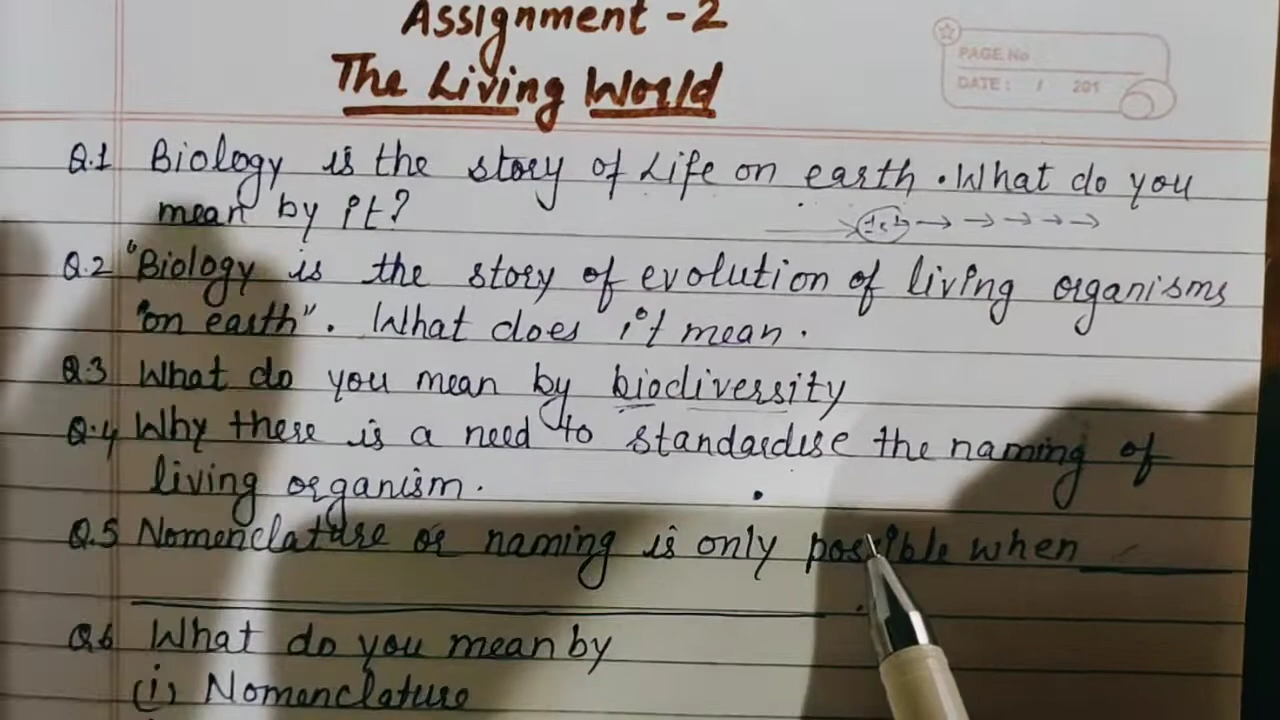 Assignment - 2
The Living World
PAGE No
DATE : / 201
Q.1 Biology is the story of Life on earth. What do you
mean by it?
Q.2 "Biology is the story of evolution of living organisms
"on earth". What does it mean.
Q.3 What do you mean by biodiversity
Q.4 Why there is a need to standardise the naming of
living organism.
Q.5 Nomenclature or naming is only possible when
Q.6 What do you mean by
(i) Nomenclature